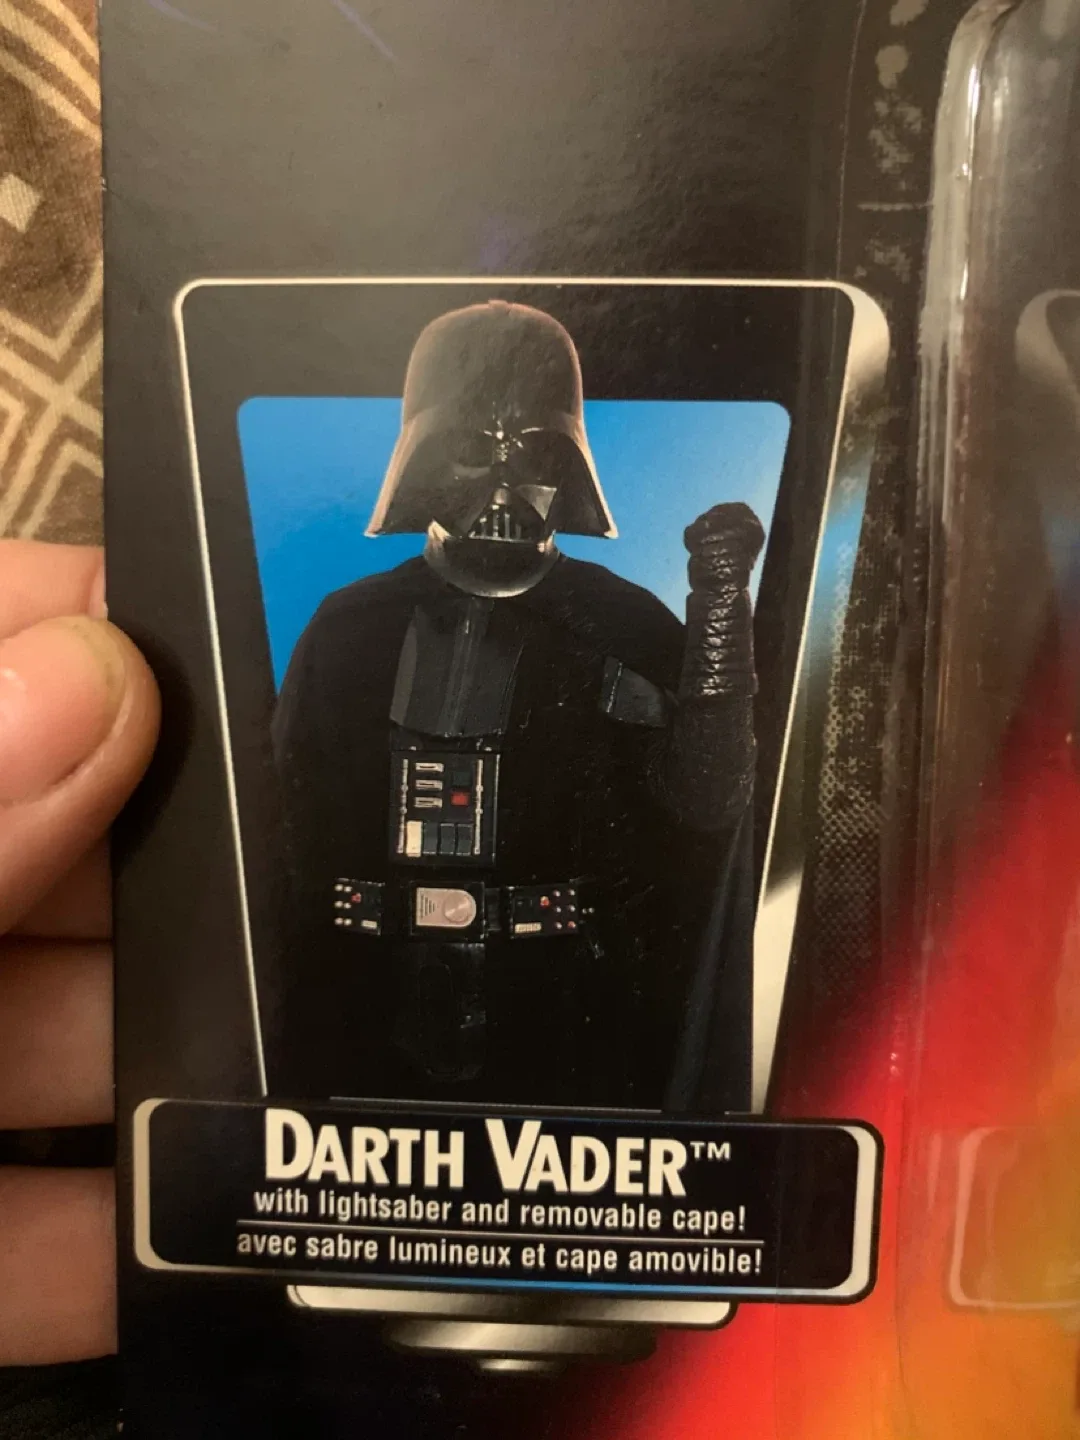 DARTH VADER™
with lightsaber and removable cape!
avec sabre lumineux et cape amovible!